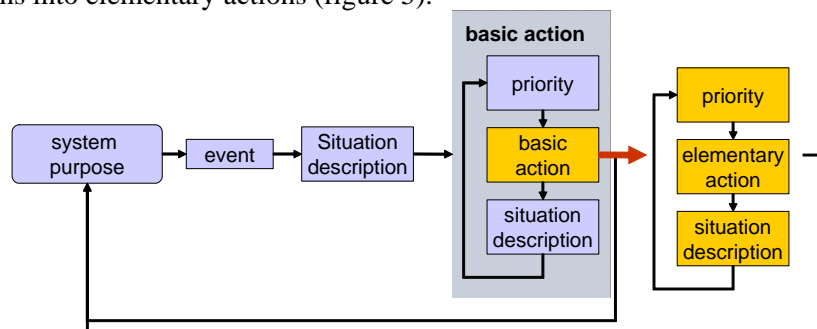 ns into elementary actions (figure 3).
basic action
priority
basic
action
situation
description
system
purpose
event
Situation
description
priority
elementary
action
situation
description